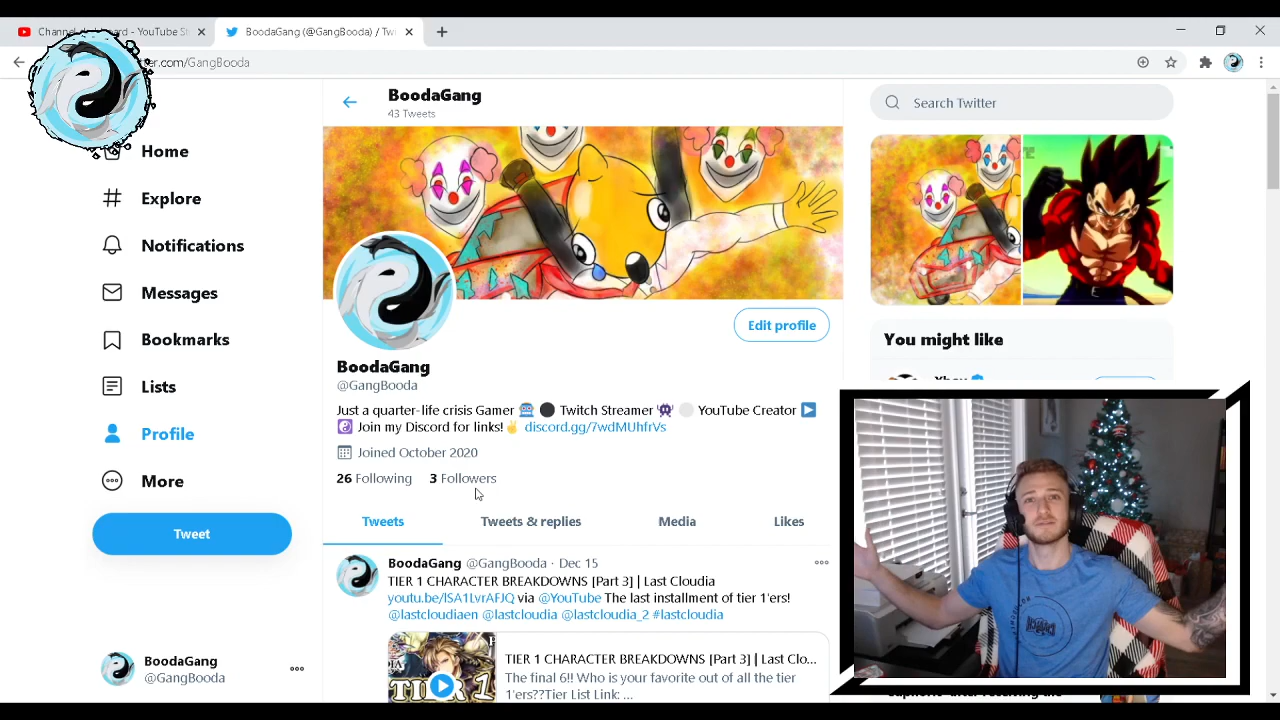 BoodaGang (@GangBooda) / Twi
er.com/GangBooda
BoodaGang
43 Tweets
Search Twitter
Home
Explore
Notifications
Messages
Bookmarks
Lists
Profile
More
Tweet
Edit profile
BoodaGang
@GangBooda
Just a quarter-life crisis Gamer Twitch Streamer YouTube Creator
Join my Discord for links! discord.gg/7wdMUhfrVs
Joined October 2020
26 Following 3 Followers
Tweets Tweets & replies Media Likes
BoodaGang @GangBooda · Dec 15
TIER 1 CHARACTER BREAKDOWNS [Part 3] | Last Cloudia
youtu.be/lSA1LvrAFJQ via @YouTube The last installment of tier 1'ers!
@lastcloudiaen @lastcloudia @lastcloudia_2 #lastcloudia
TIER 1
TIER 1 CHARACTER BREAKDOWNS [Part 3] | Last Clo...
The final 6!! Who is your favorite out of all the tier
1'ers??Tier List Link: ...
You might like
BoodaGang
@GangBooda